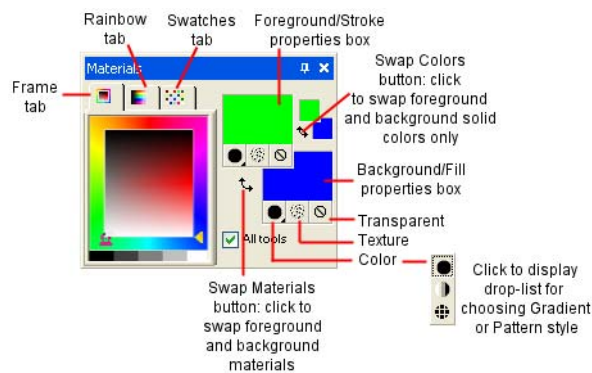 Rainbow
tab
Swatches
tab
Foreground/Stroke
properties box
Materials
Frame
tab
Swap Colors
button: click
to swap foreground
and background solid
colors only
Background/Fill
properties box
Transparent
Texture
Color
All tools
Swap Materials
button: click to
swap foreground
and background
materials
Click to display
drop-list for
choosing Gradient
or Pattern style